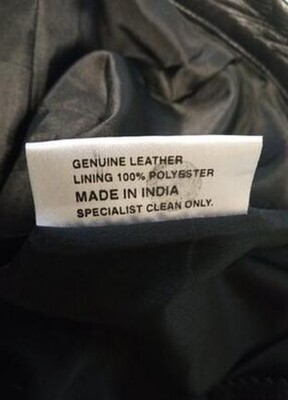 GENUINE LEATHER
LINING 100% POLYESTER
MADE IN INDIA
SPECIALIST CLEAN ONLY.